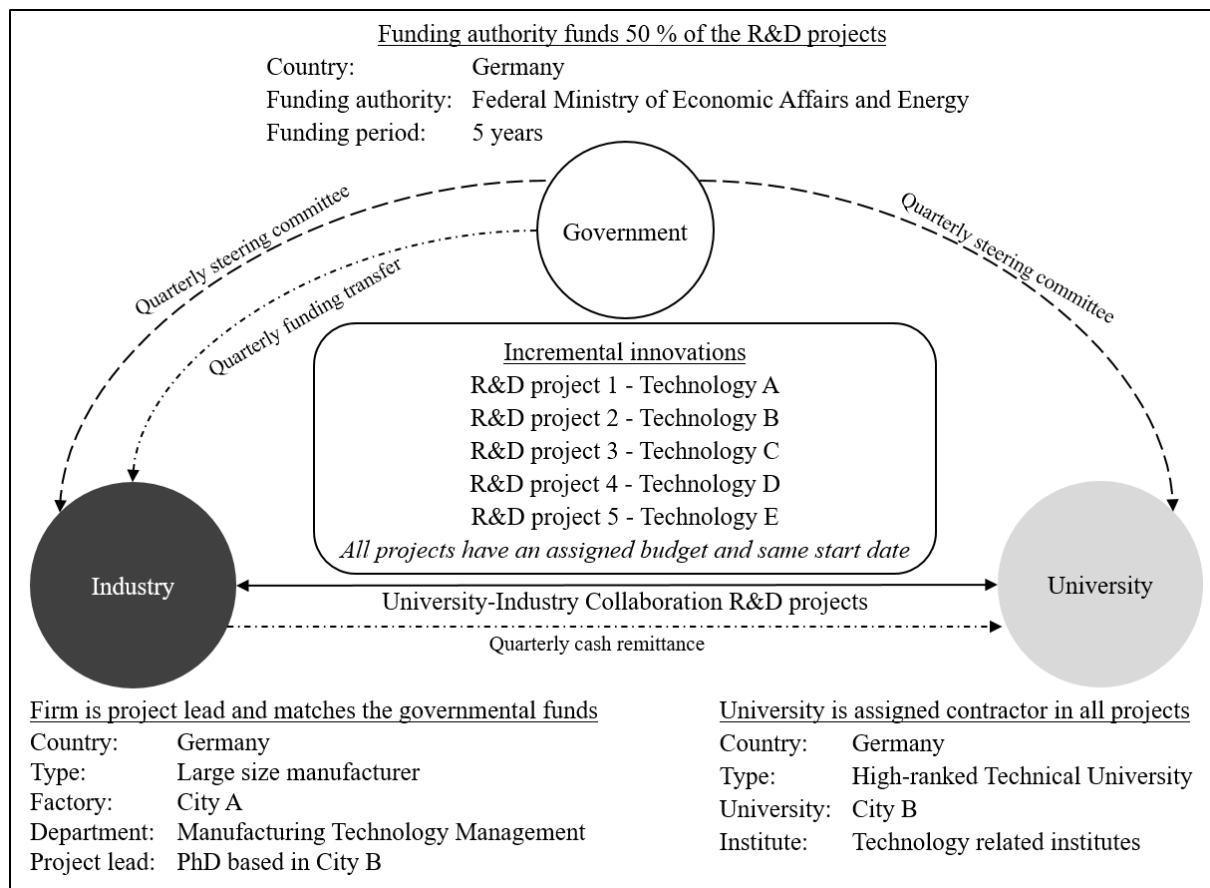 Funding authority funds 50 % of the R&D projects
Country: Germany
Funding authority: Federal Ministry of Economic Affairs and Energy
Funding period: 5 years
Government
Quarterly steering committee
Quarterly funding transfer
Quarterly steering committee
Incremental innovations
R&D project 1 - Technology A
R&D project 2 - Technology B
R&D project 3 - Technology C
R&D project 4 - Technology D
R&D project 5 - Technology E
All projects have an assigned budget and same start date
Industry
University
University-Industry Collaboration R&D projects
Quarterly cash remittance
Firm is project lead and matches the governmental funds
Country: Germany
Type: Large size manufacturer
Factory: City A
Department: Manufacturing Technology Management
Project lead: PhD based in City B
University is assigned contractor in all projects
Country: Germany
Type: High-ranked Technical University
University: City B
Institute: Technology related institutes